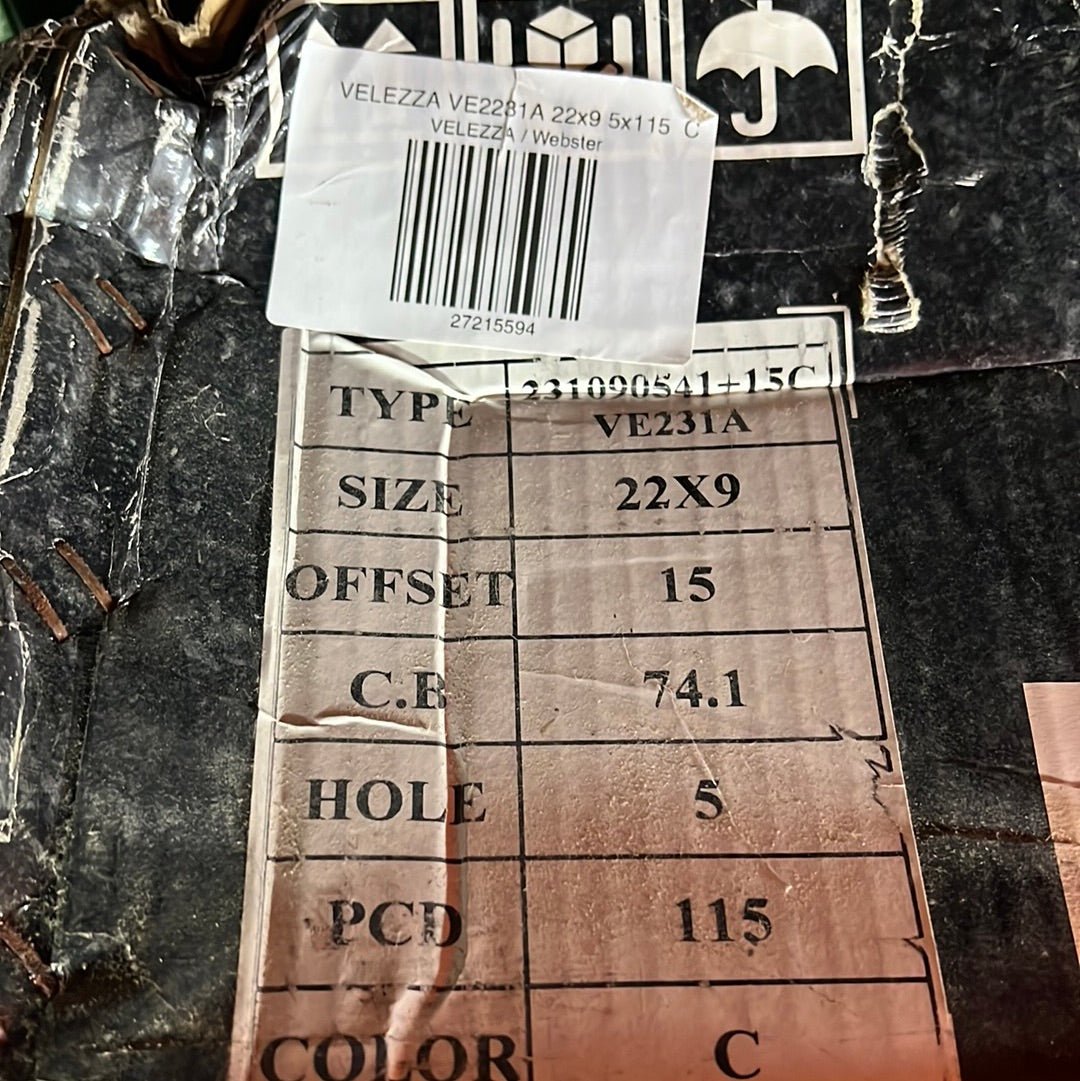 VELEZZA VE2231A 22x9 5x115 C
VELEZZA / Webster
27215594
TYPE 231090541+15C
VE231A
SIZE 22X9
OFFSET 15
C.B 74.1
HOLE 5
PCD 115
COLOR C